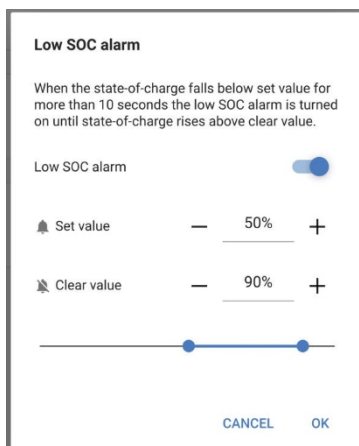 Low SOC alarm
When the state-of-charge falls below set value for
more than 10 seconds the low SOC alarm is turned
on until state-of-charge rises above clear value.
Low SOC alarm
Set value
50%
Clear value
90%
CANCEL OK